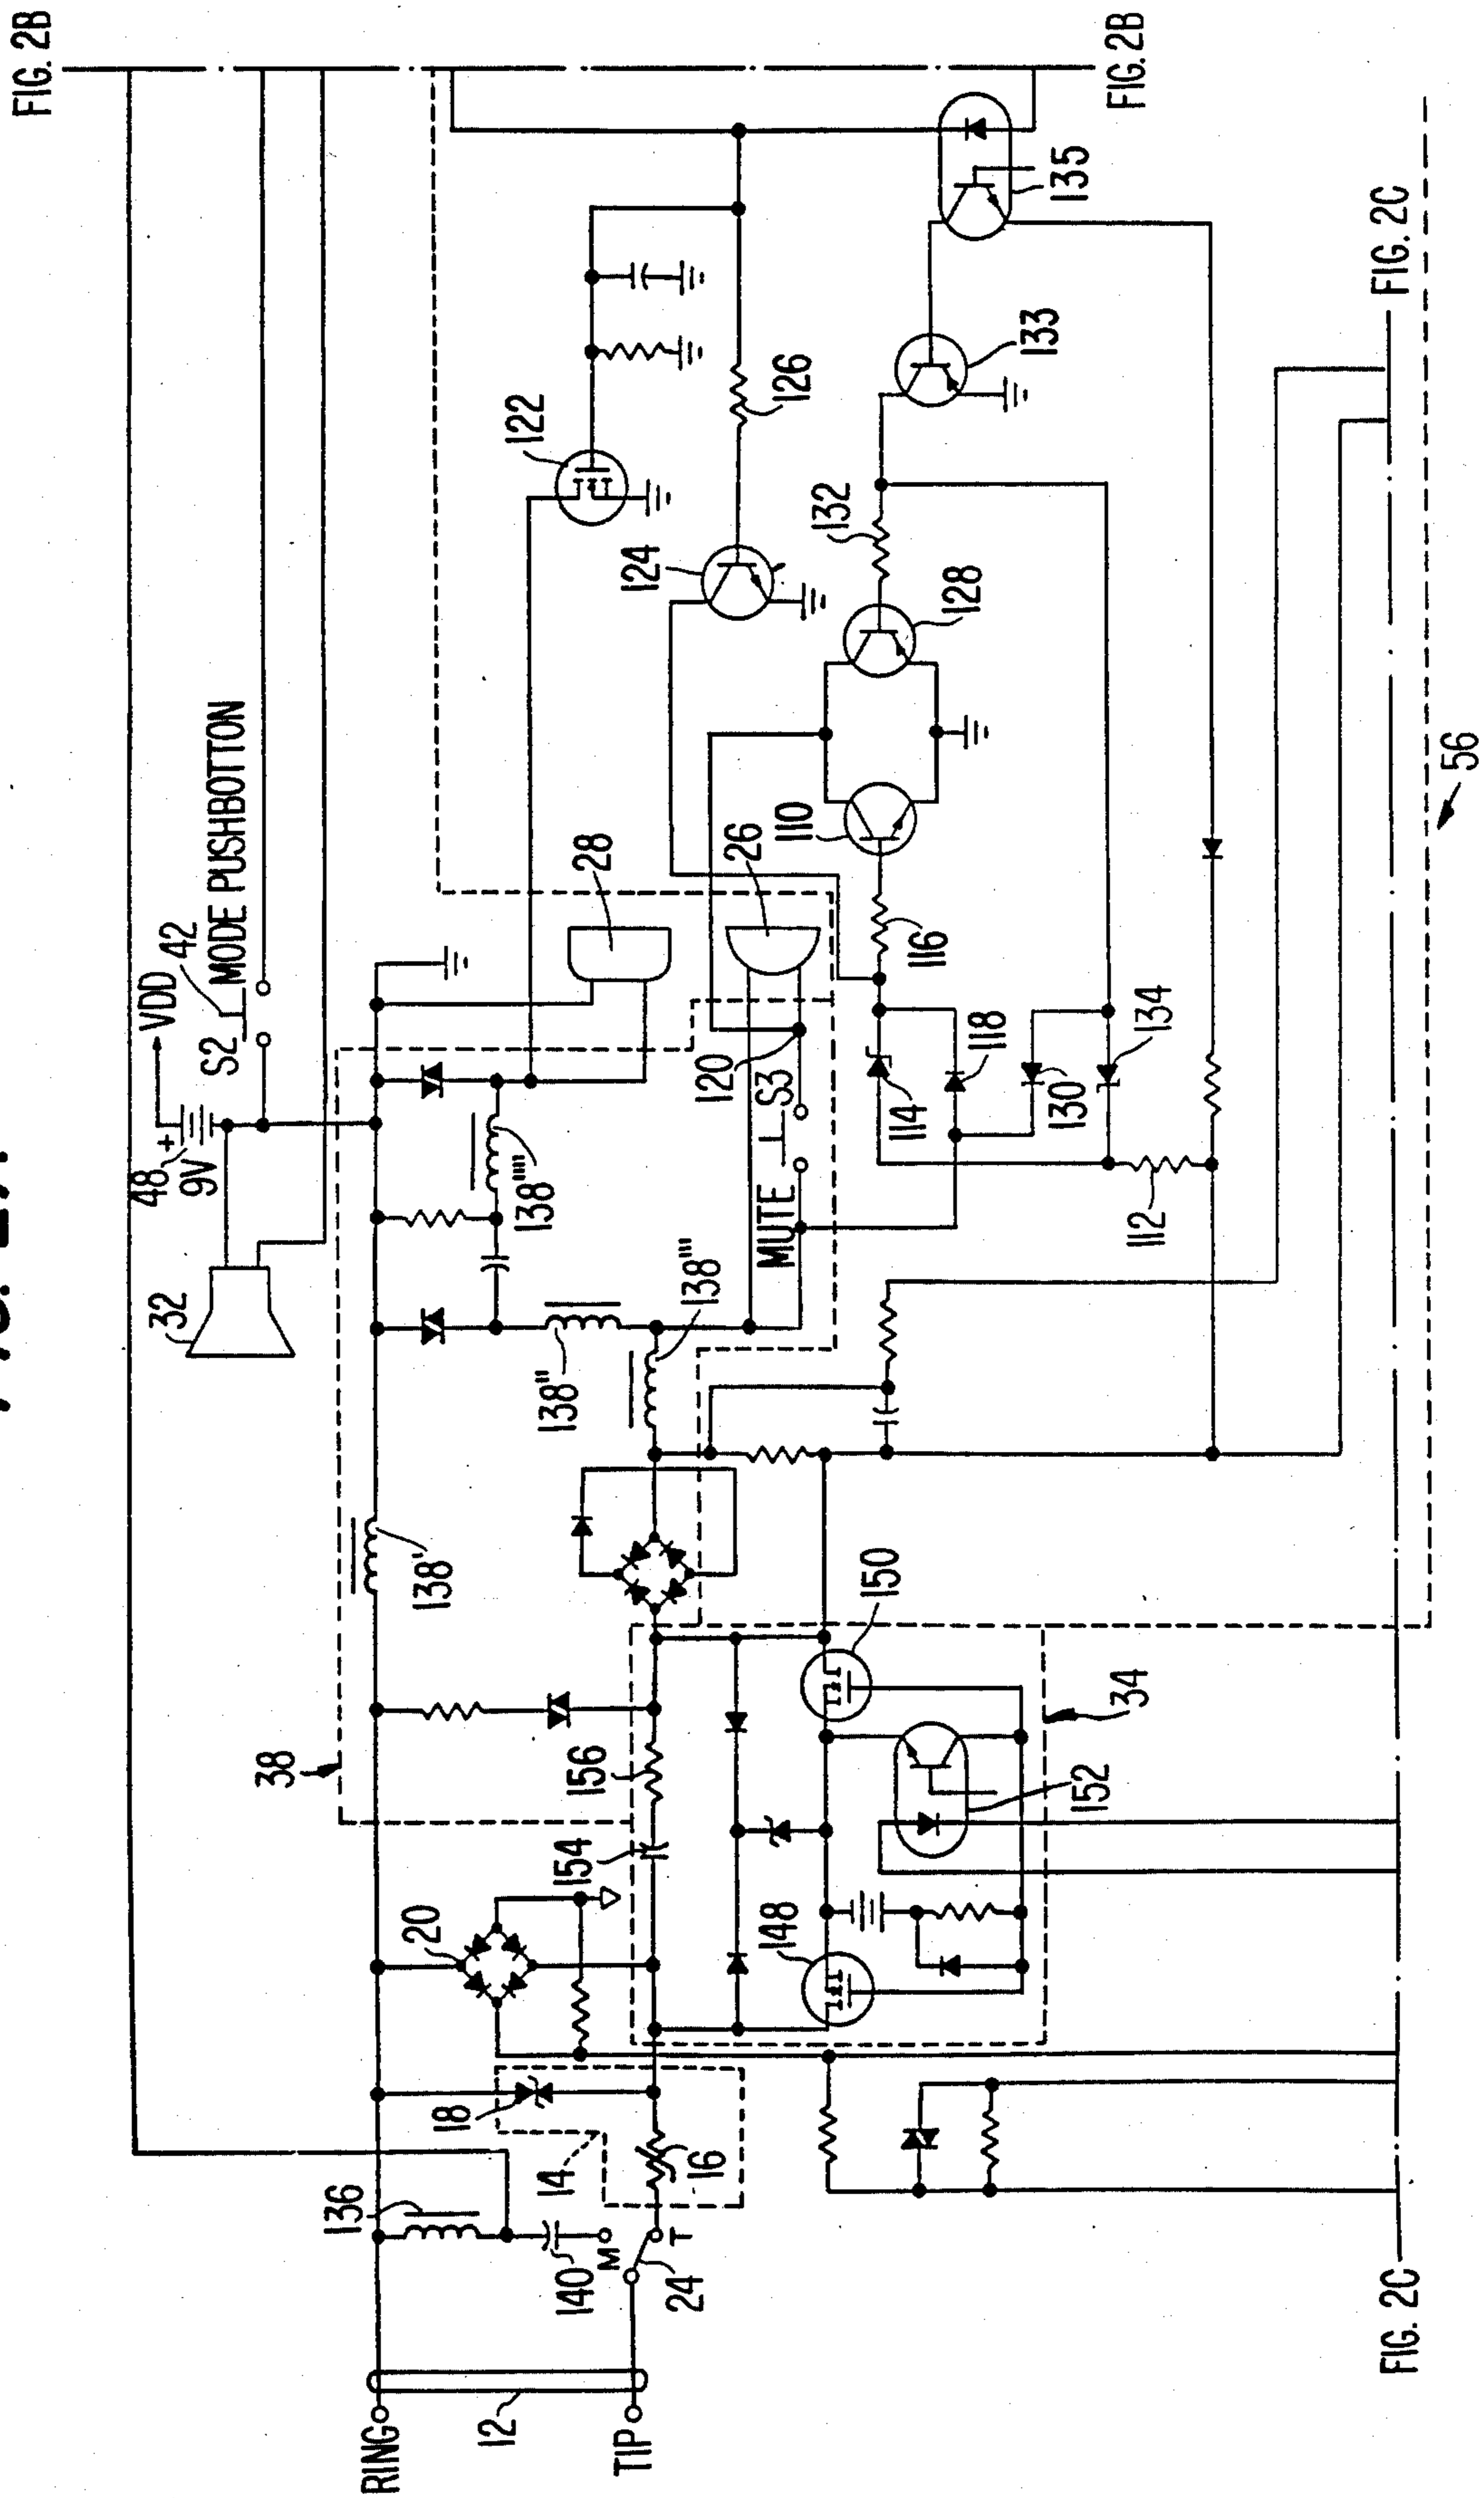 FIG. 2B
VDD
42
S2
MODE PUSHBOTTON
48
+
9V
32
28
122
124
126
FIG. 2B
135
133
132
128
110
26
116
120
S3
MUTE
114
118
130
134
112
138''''
138'''
138''
138'
38
156
154
20
150
34
152
148
18
14
16
136
140
M
T
24
12
RING
TIP
FIG. 2C
FIG. 2C
56